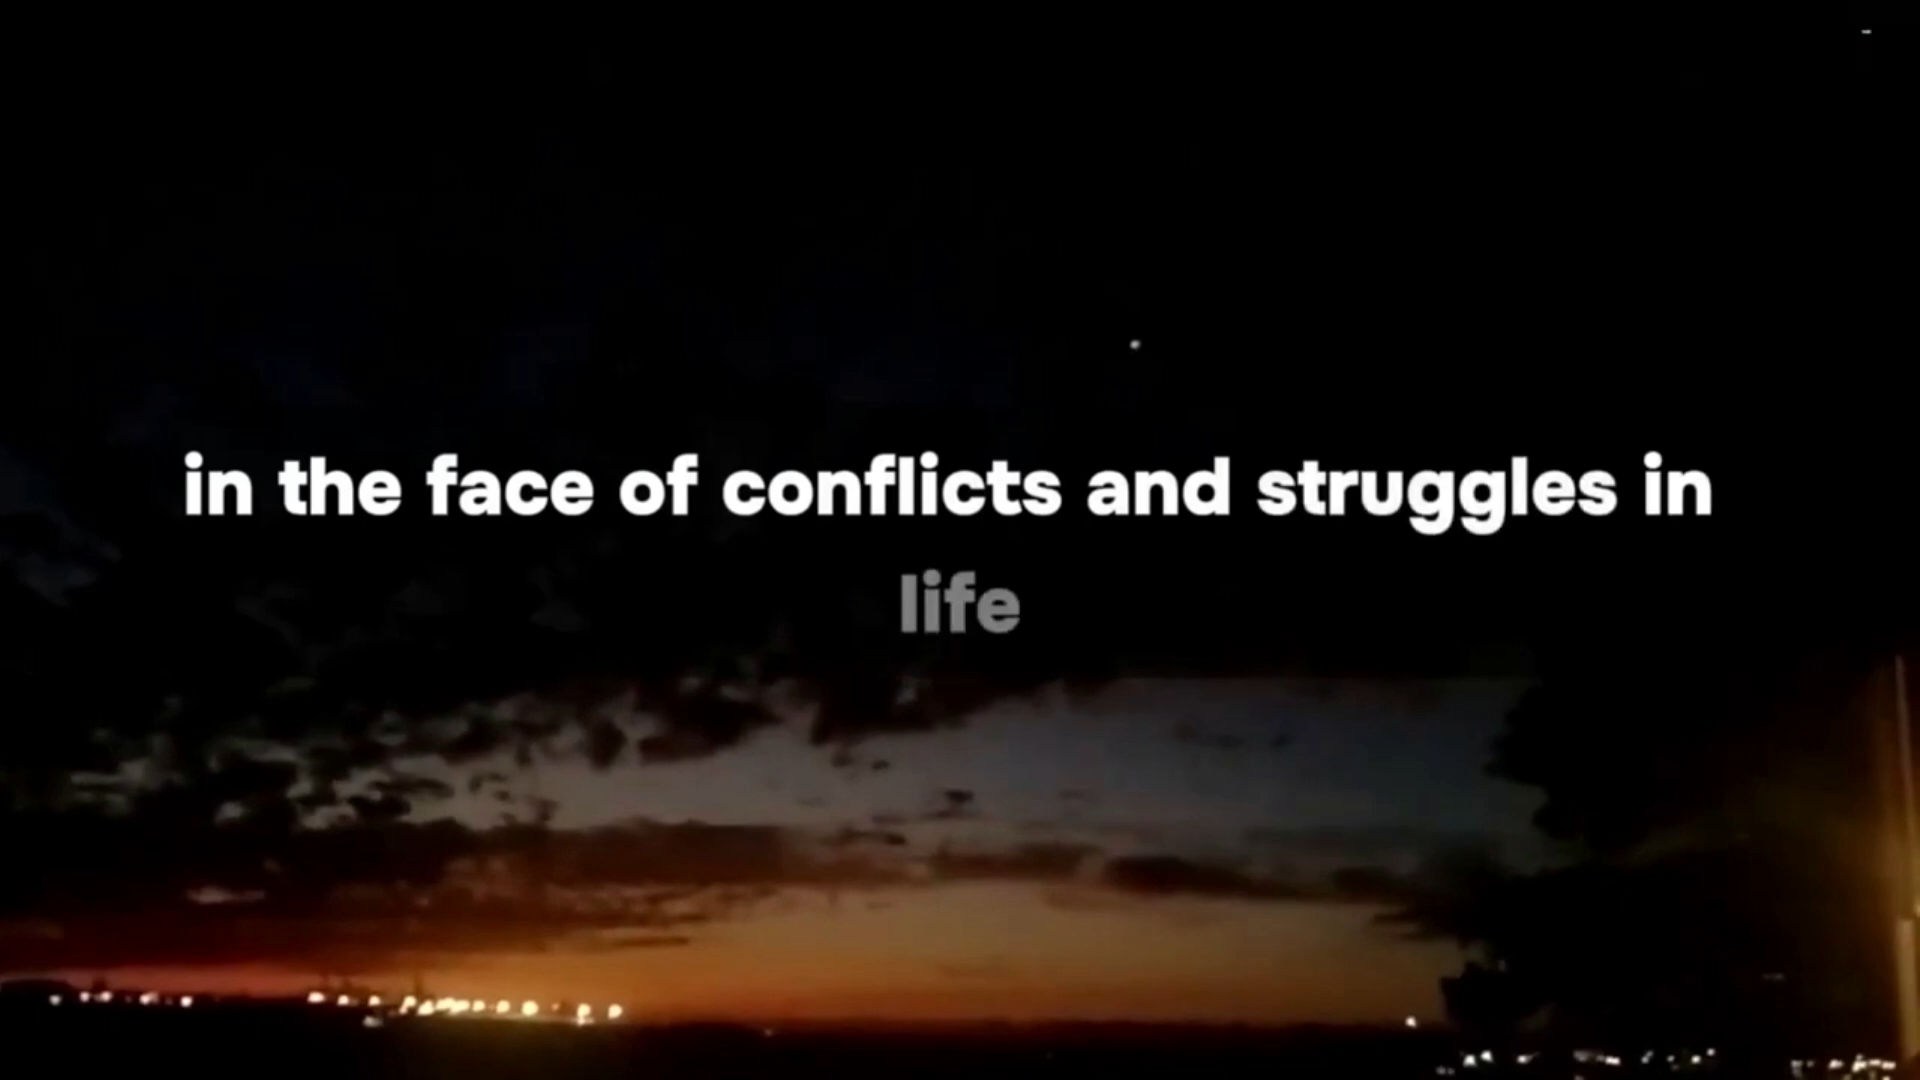 in the face of conflicts and struggles in
life